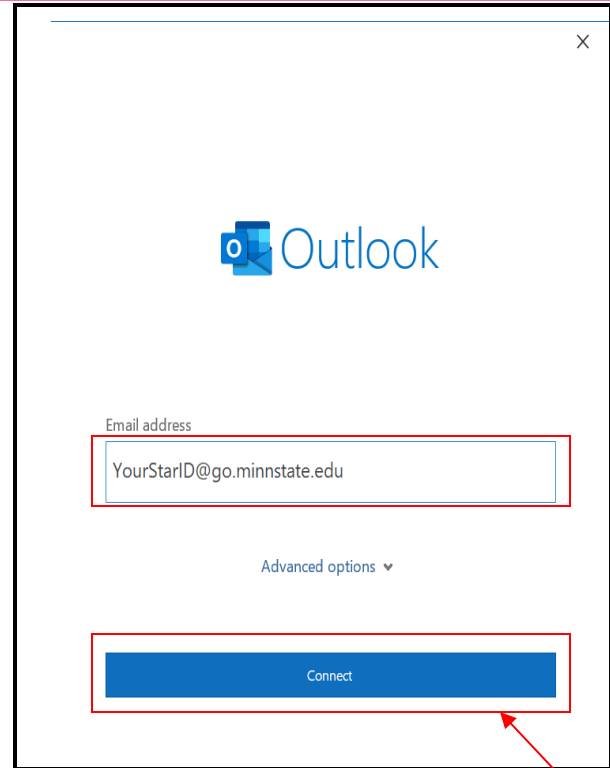 Outlook
Email address
YourStarID@go.minnstate.edu
Advanced options
Connect